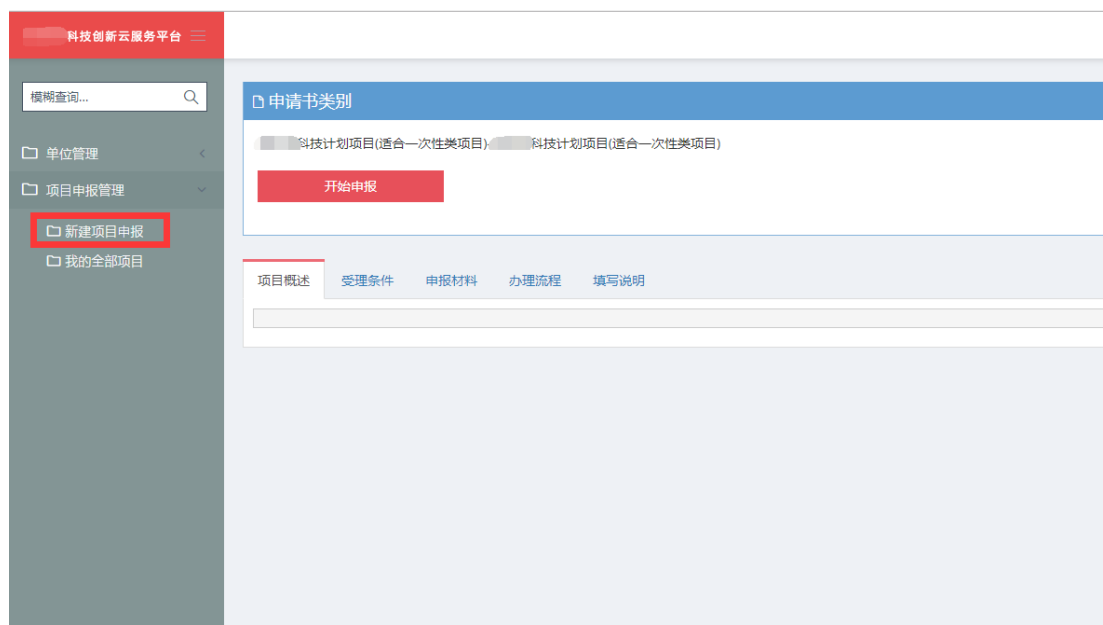 科技创新云服务平台
模糊查询...
单位管理
项目申报管理
新建项目申报
我的全部项目
申请书类别
科技计划项目(适合一次性类项)-科技计划项目(适合一次性类项目)
开始申报
项目概述 受理条件 申报材料 办理流程 填写说明